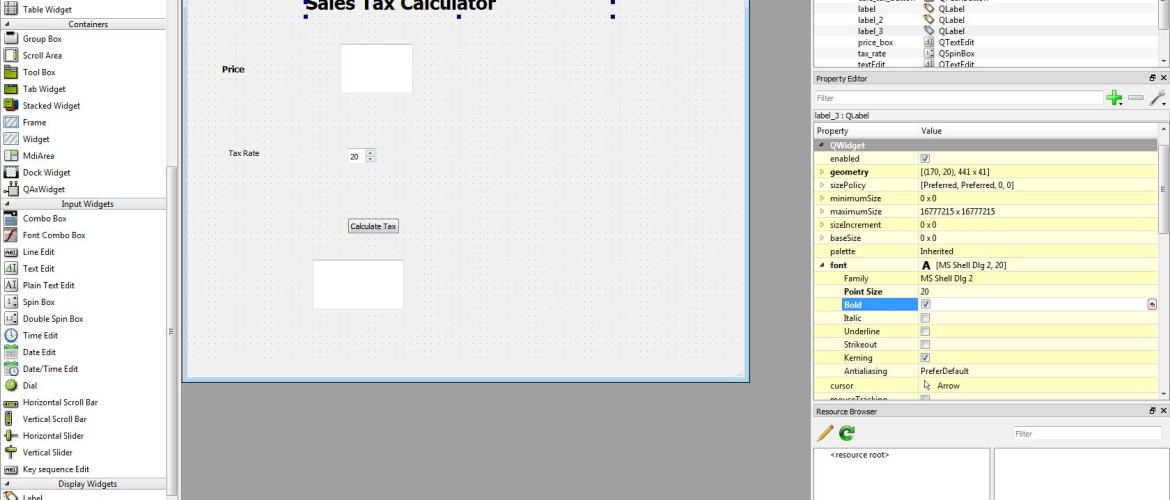 Table Widget
Containers
Group Box
Scroll Area
Tool Box
Tab Widget
Stacked Widget
Frame
Widget
MdiArea
Dock Widget
QAxWidget
Input Widgets
Combo Box
Font Combo Box
Line Edit
Text Edit
Plain Text Edit
Spin Box
Double Spin Box
Time Edit
Date Edit
Date/Time Edit
Dial
Horizontal Scroll Bar
Vertical Scroll Bar
Horizontal Slider
Vertical Slider
Key sequence Edit
Display Widgets
Label
Sales Tax Calculator
Price
Tax Rate
20
Calculate Tax
label QLabel
label_2 QLabel
label_3 QLabel
price_box QTextEdit
tax_rate QSpinBox
textEdit QTextEdit
Property Editor
Filter
label_3 : QLabel
Property Value
QWidget
enabled
geometry [(170, 20), 441 x 41]
sizePolicy [Preferred, Preferred, 0, 0]
minimumSize 0 x 0
maximumSize 16777215 x 16777215
sizeIncrement 0 x 0
baseSize 0 x 0
palette Inherited
font A [MS Shell Dlg 2, 20]
Family MS Shell Dlg 2
Point Size 20
Bold
Italic
Underline
Strikeout
Kerning
Antialiasing PreferDefault
cursor Arrow
mouseTracking
Resource Browser
Filter
<resource root>